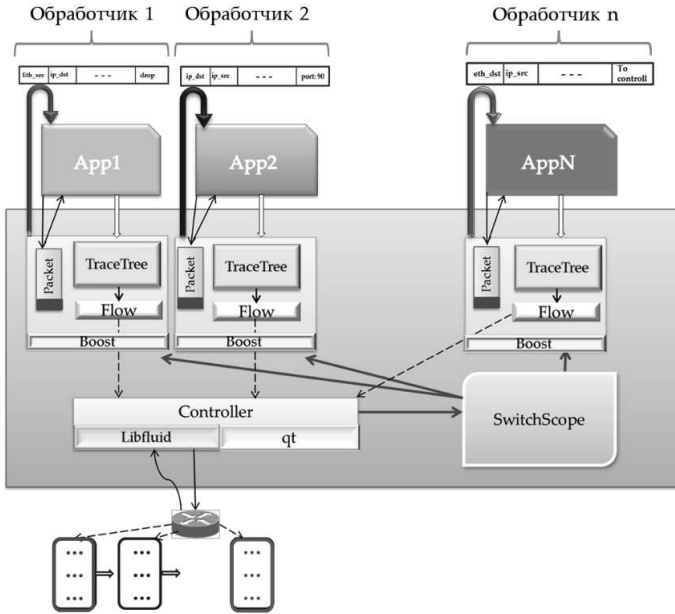 Обработчик 1 Обработчик 2 Обработчик n
Eth_src ip_dst - - - drop
ip_dst ip_src - - - port: 90
eth_dst ip_src - - - To controll
App1 App2 AppN
Packet TraceTree Flow Boost
Packet TraceTree Flow Boost
Packet TraceTree Flow Boost
Controller
Libfluid qt
SwitchScope
...
...
...
...
...
...
...
...
...